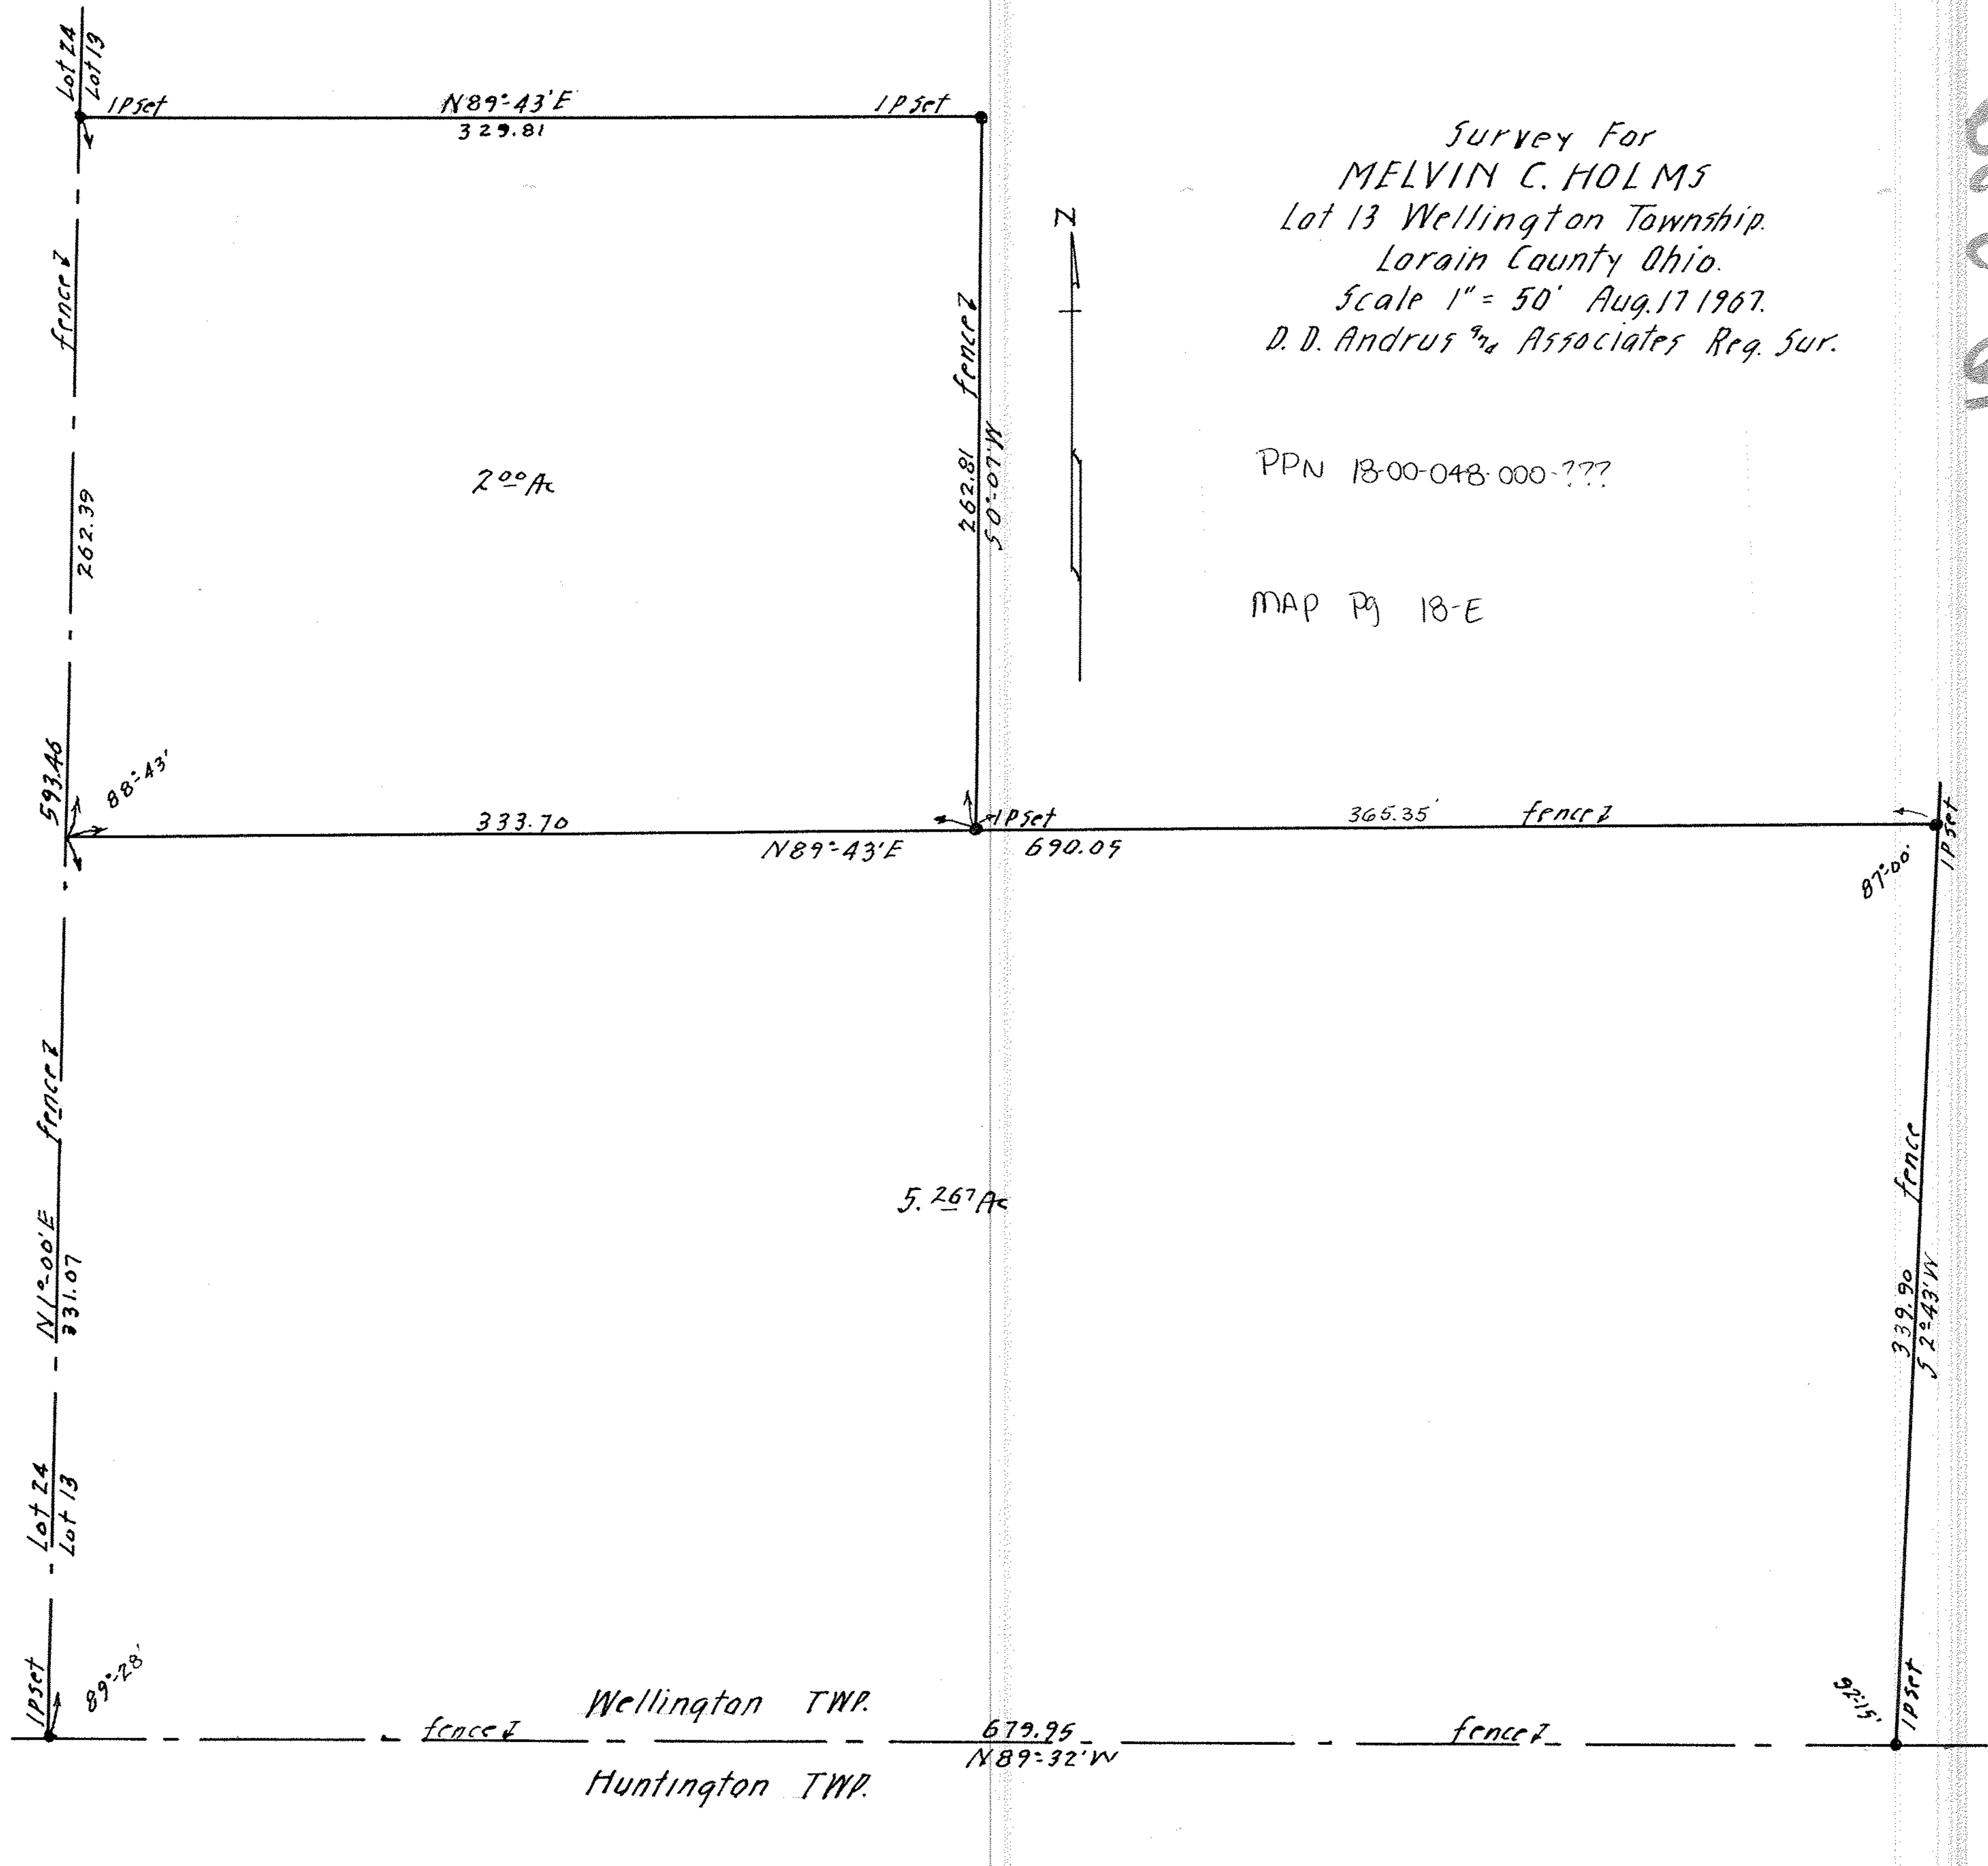 Lot 24
Lot 13
IP Set
N89°-43'E
329.81
IP Set
Survey For
MELVIN C. HOLMS
Lot 13 Wellington Township.
Lorain County Ohio.
Scale 1" = 50' Aug. 17 1967.
D. D. Andrus and Associates Reg. Sur.
N
fence
262.39
2.00 Ac
fence
262.81
S0°-07'W
PPN 18-00-048-000-???
MAP Pg 18-E
593.46
88°-43'
333.70
N89°-43'E
IP Set
690.05
365.35'
fence
IP Set
87°-00'
fence
N1°-00'E
331.07
5.267 Ac
fence
339.90
S2°-43'W
Lot 24
Lot 13
IP Set
89°-28'
Wellington TWP.
fence
679.95
N89°-32'W
fence
92°-15'
IP Set
Huntington TWP.